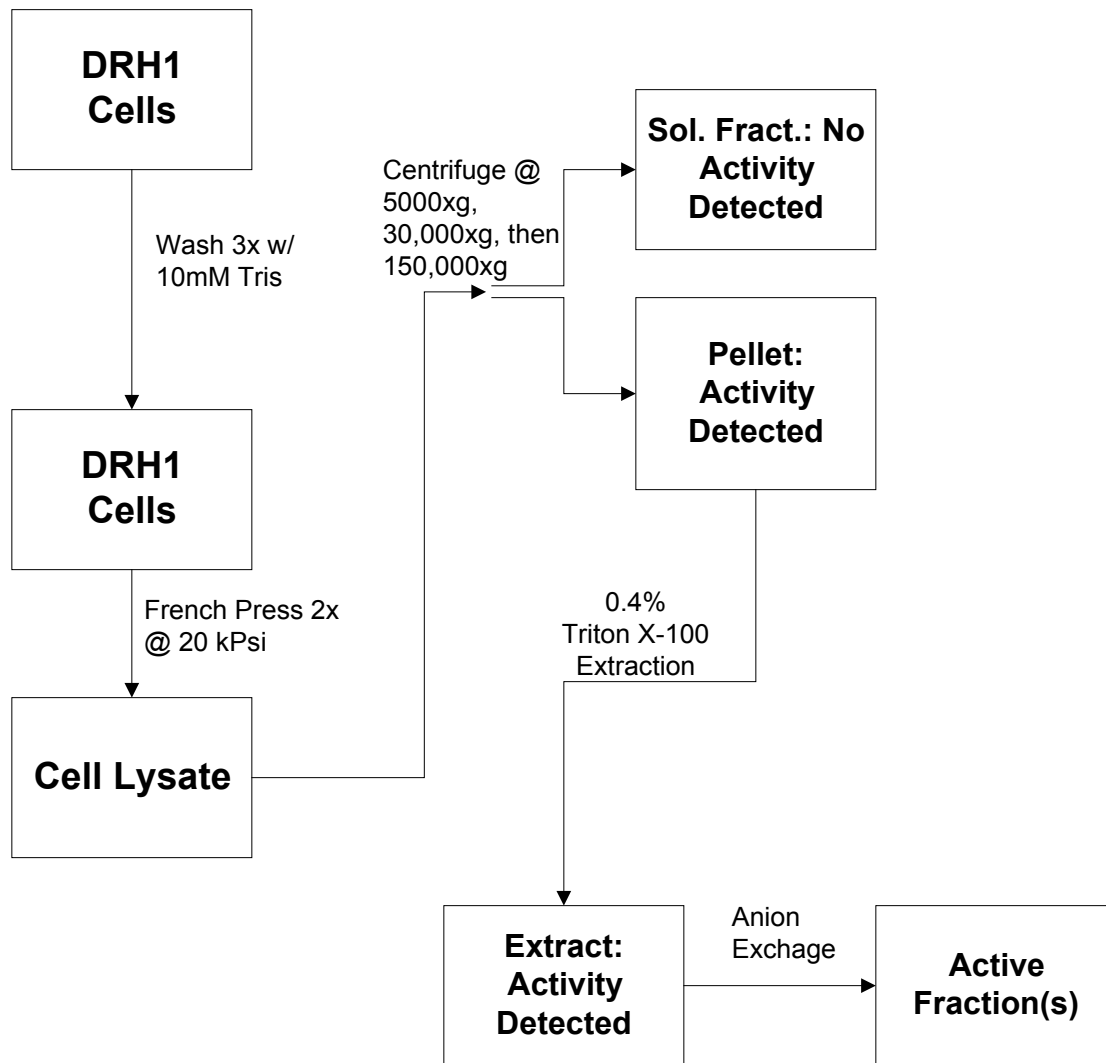 DRH1
Cells
Wash 3x w/
10mM Tris
DRH1
Cells
French Press 2x
@ 20 kPsi
Cell Lysate
Centrifuge @
5000xg,
30,000xg, then
150,000xg
Sol. Fract.: No
Activity
Detected
Pellet:
Activity
Detected
0.4%
Triton X-100
Extraction
Extract:
Activity
Detected
Anion
Exchage
Active
Fraction(s)